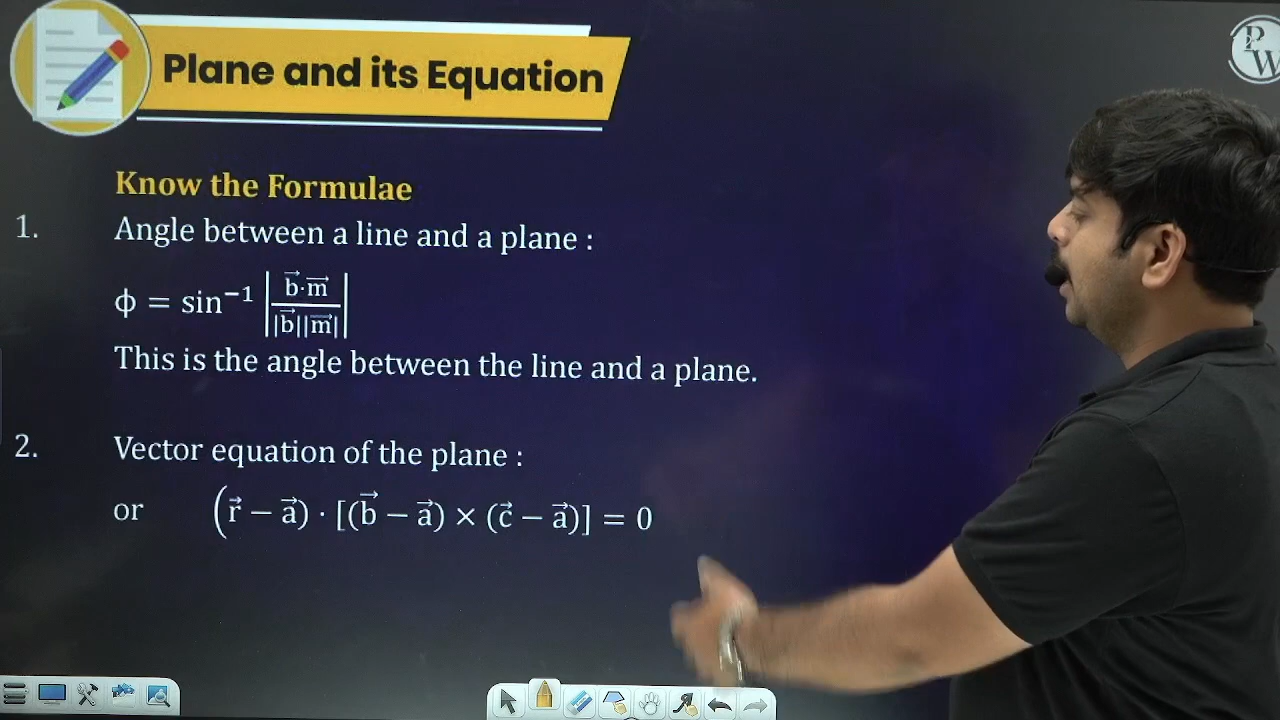 Plane and its Equation
PW
Know the Formulae
1. Angle between a line and a plane :
ϕ = sin⁻¹ |b⃗·m⃗ / |b⃗||m⃗||
This is the angle between the line and a plane.
2. Vector equation of the plane :
or (r⃗ − a⃗) · [(b⃗ − a⃗) × (c⃗ − a⃗)] = 0